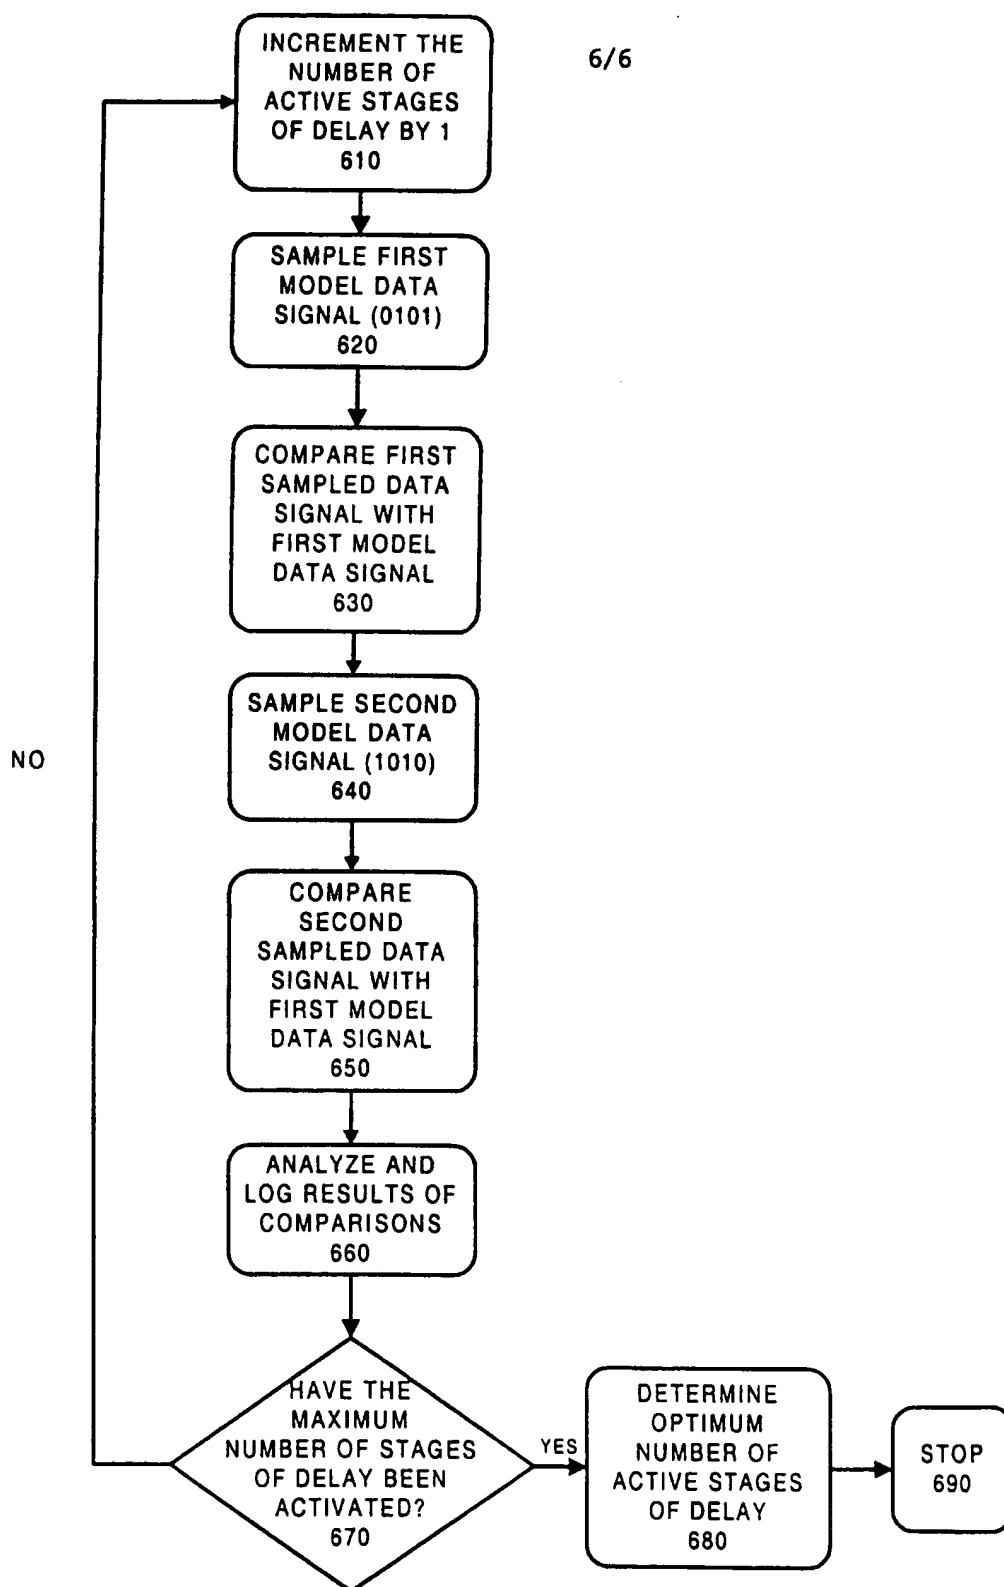 6/6
INCREMENT THE
NUMBER OF
ACTIVE STAGES
OF DELAY BY 1
610
SAMPLE FIRST
MODEL DATA
SIGNAL (0101)
620
COMPARE FIRST
SAMPLED DATA
SIGNAL WITH
FIRST MODEL
DATA SIGNAL
630
SAMPLE SECOND
MODEL DATA
SIGNAL (1010)
640
NO
COMPARE
SECOND
SAMPLED DATA
SIGNAL WITH
FIRST MODEL
DATA SIGNAL
650
ANALYZE AND
LOG RESULTS OF
COMPARISONS
660
HAVE THE
MAXIMUM
NUMBER OF STAGES
OF DELAY BEEN
ACTIVATED?
670
YES
DETERMINE
OPTIMUM
NUMBER OF
ACTIVE STAGES
OF DELAY
680
STOP
690